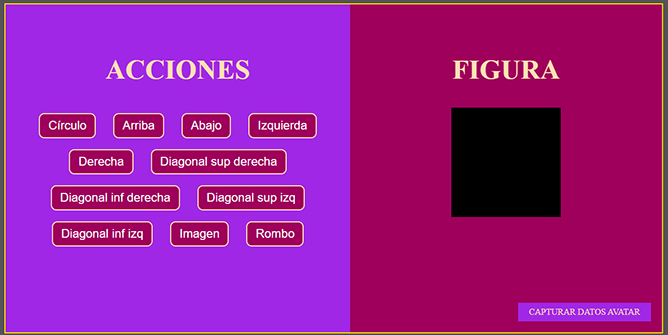 ACCIONES
Círculo Arriba Abajo Izquierda
Derecha Diagonal sup derecha
Diagonal inf derecha Diagonal sup izq
Diagonal inf izq Imagen Rombo
FIGURA
CAPTURAR DATOS AVATAR